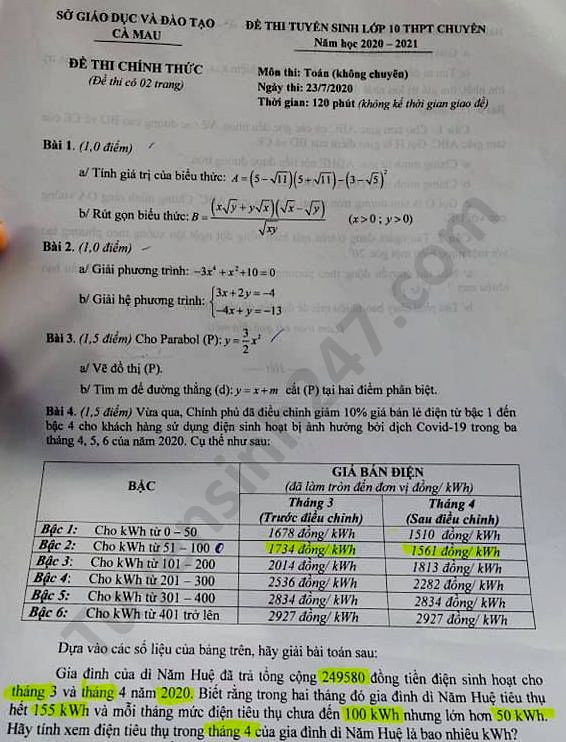 SỞ GIÁO DỤC VÀ ĐÀO TẠO
CÀ MAU
ĐỀ THI CHÍNH THỨC
(Đề thi có 02 trang)
ĐỀ THI TUYỂN SINH LỚP 10 THPT CHUYÊN
Năm học 2020 – 2021
Môn thi: Toán (không chuyên)
Ngày thi: 23/7/2020
Thời gian: 120 phút (không kể thời gian giao đề)
Bài 1. (1,0 điểm)
a/ Tính giá trị của biểu thức: A = (5 − √11)(5 + √11) − (3 − √5)²
b/ Rút gọn biểu thức: B = (x√y + y√x)(√x − √y) / √xy (x > 0 ; y > 0)
Bài 2. (1,0 điểm)
a/ Giải phương trình: −3x⁴ + x² + 10 = 0
b/ Giải hệ phương trình: { 3x + 2y = −4
−4x + y = −13
Bài 3. (1,5 điểm) Cho Parabol (P): y = 3/2 x²
a/ Vẽ đồ thị (P).
b/ Tìm m để đường thẳng (d): y = x + m cắt (P) tại hai điểm phân biệt.
Bài 4. (1,5 điểm) Vừa qua, Chính phủ đã điều chỉnh giảm 10% giá bán lẻ điện từ bậc 1 đến
bậc 4 cho khách hàng sử dụng điện sinh hoạt bị ảnh hưởng bởi dịch Covid-19 trong ba
tháng 4, 5, 6 của năm 2020. Cụ thể như sau:
BẬC
GIÁ BÁN ĐIỆN
(đã làm tròn đến đơn vị đồng/ kWh)
Tháng 3 Tháng 4
(Trước điều chỉnh) (Sau điều chỉnh)
Bậc 1: Cho kWh từ 0 – 50 1678 đồng/ kWh 1510 đồng/ kWh
Bậc 2: Cho kWh từ 51 – 100 1734 đồng/ kWh 1561 đồng/ kWh
Bậc 3: Cho kWh từ 101 – 200 2014 đồng/ kWh 1813 đồng/ kWh
Bậc 4: Cho kWh từ 201 – 300 2536 đồng/ kWh 2282 đồng/ kWh
Bậc 5: Cho kWh từ 301 – 400 2834 đồng/ kWh 2834 đồng/ kWh
Bậc 6: Cho kWh từ 401 trở lên 2927 đồng/ kWh 2927 đồng/ kWh
Dựa vào các số liệu của bảng trên, hãy giải bài toán sau:
Gia đình của dì Năm Huệ đã trả tổng cộng 249580 đồng tiền điện sinh hoạt cho
tháng 3 và tháng 4 năm 2020. Biết rằng trong hai tháng đó gia đình dì Năm Huệ tiêu thụ
hết 155 kWh và mỗi tháng mức điện tiêu thụ chưa đến 100 kWh nhưng lớn hơn 50 kWh.
Hãy tính xem điện tiêu thụ trong tháng 4 của gia đình dì Năm Huệ là bao nhiêu kWh?
Tuyensinh247.com